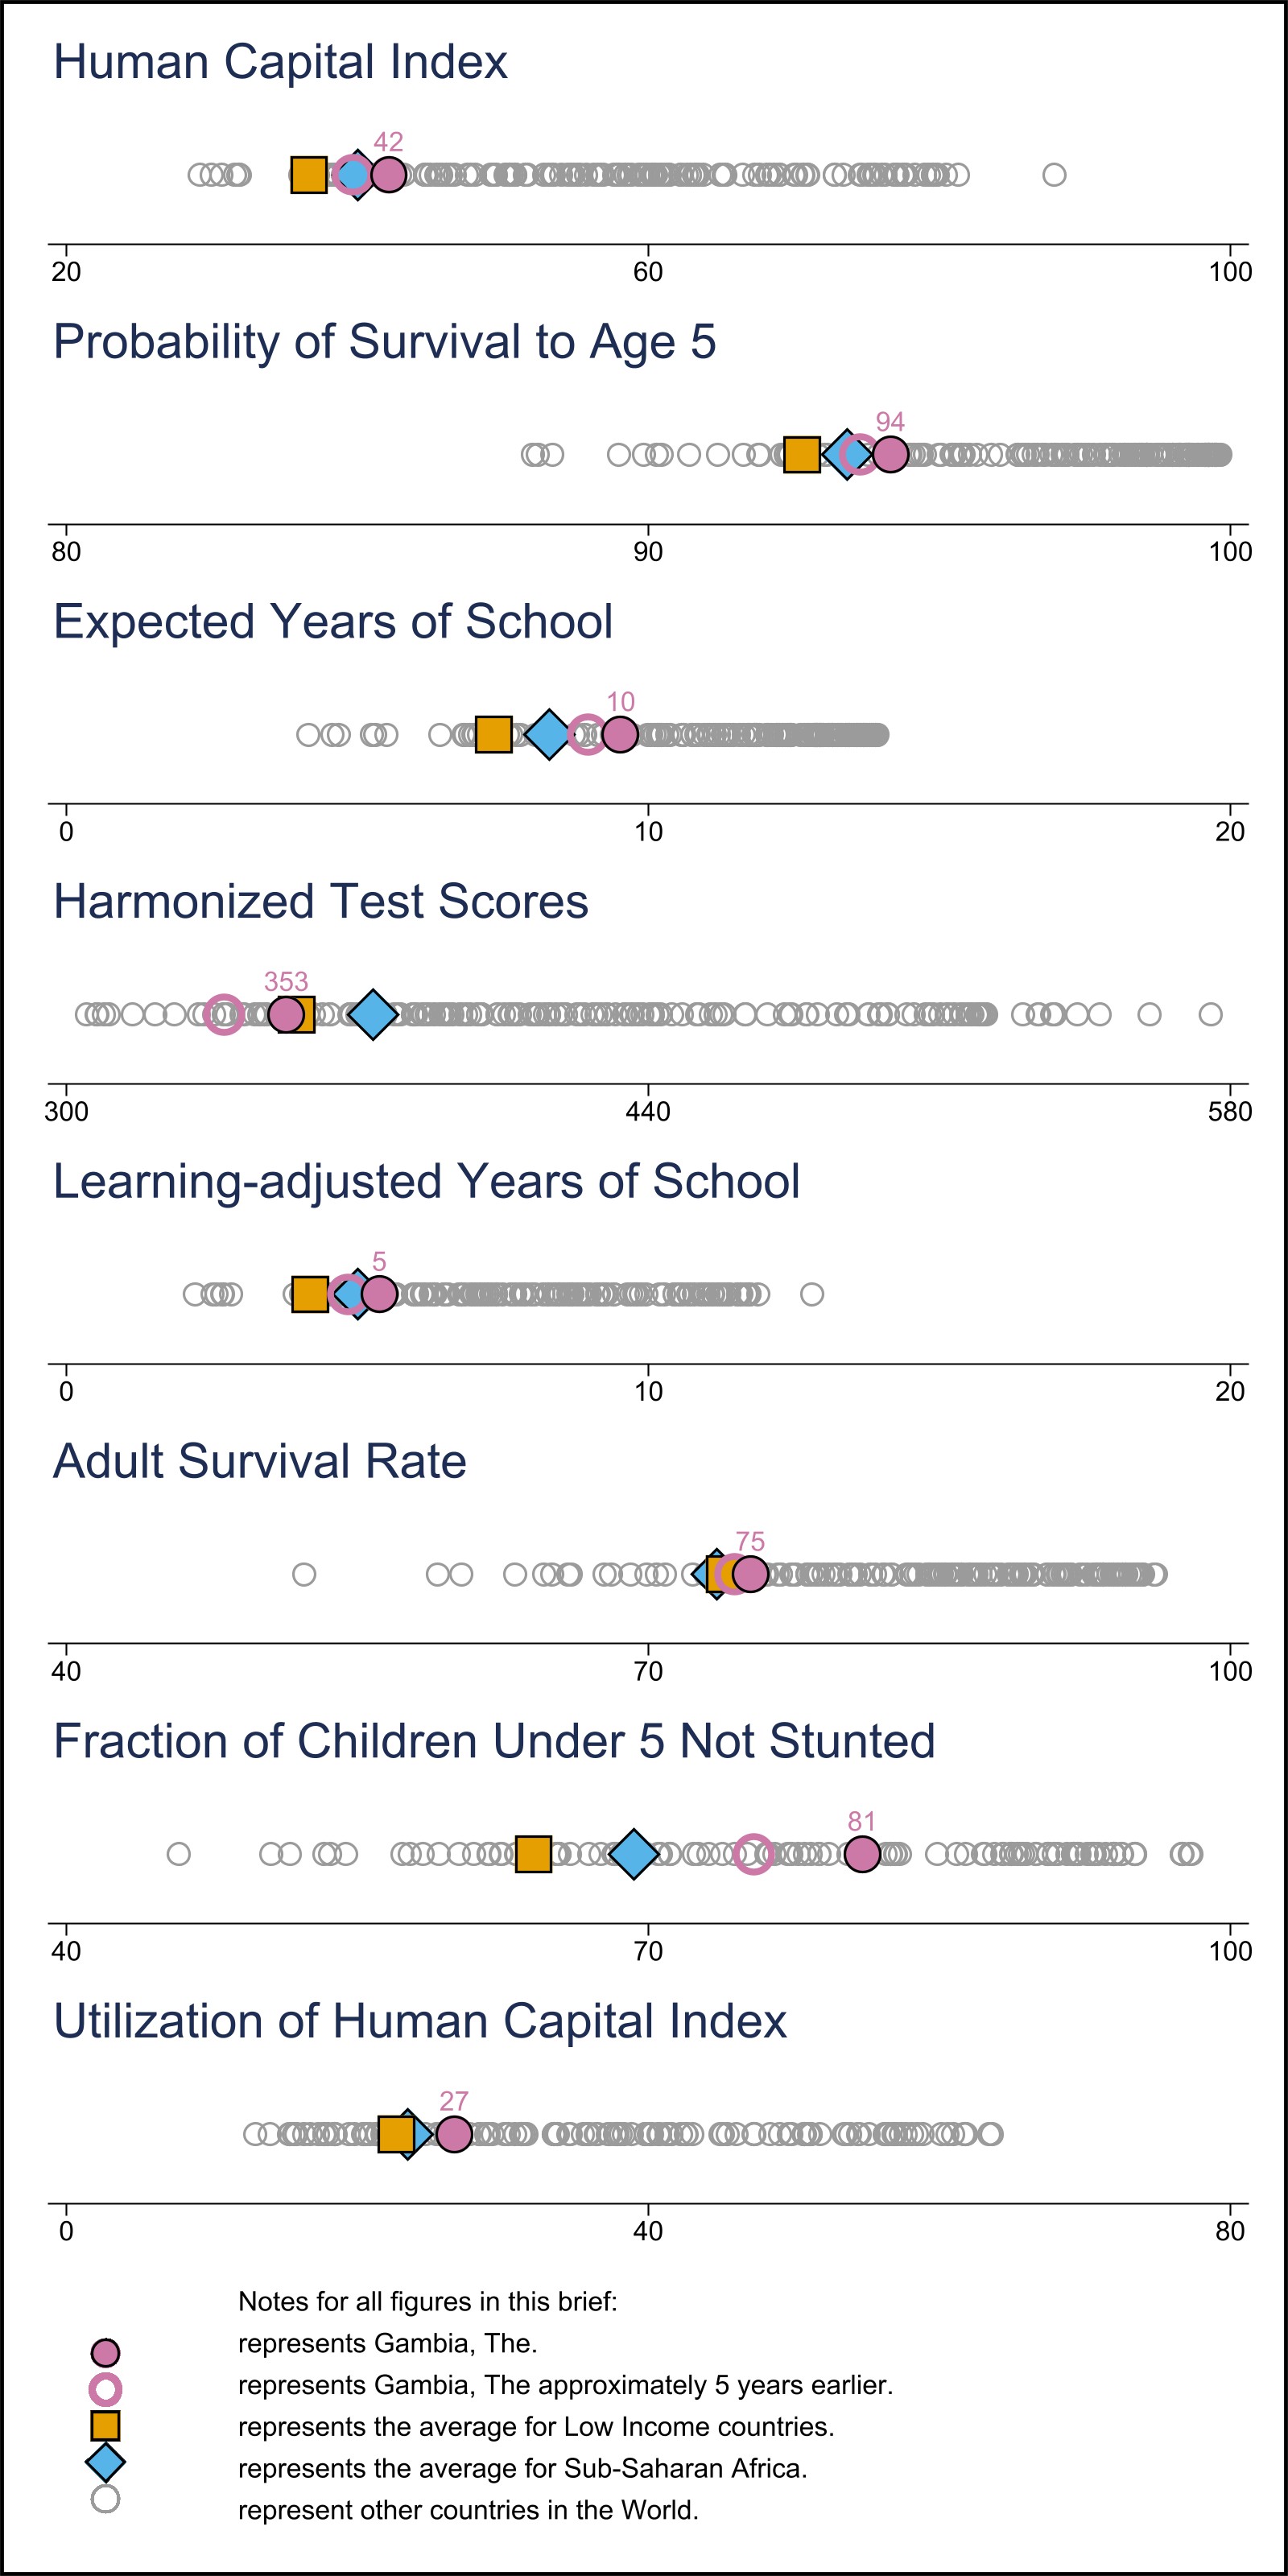 Human Capital Index
42
20 60 100
Probability of Survival to Age 5
94
80 90 100
Expected Years of School
10
0 10 20
Harmonized Test Scores
353
300 440 580
Learning-adjusted Years of School
5
0 10 20
Adult Survival Rate
75
40 70 100
Fraction of Children Under 5 Not Stunted
81
40 70 100
Utilization of Human Capital Index
27
0 40 80
Notes for all figures in this brief:
represents Gambia, The.
represents Gambia, The approximately 5 years earlier.
represents the average for Low Income countries.
represents the average for Sub-Saharan Africa.
represent other countries in the World.